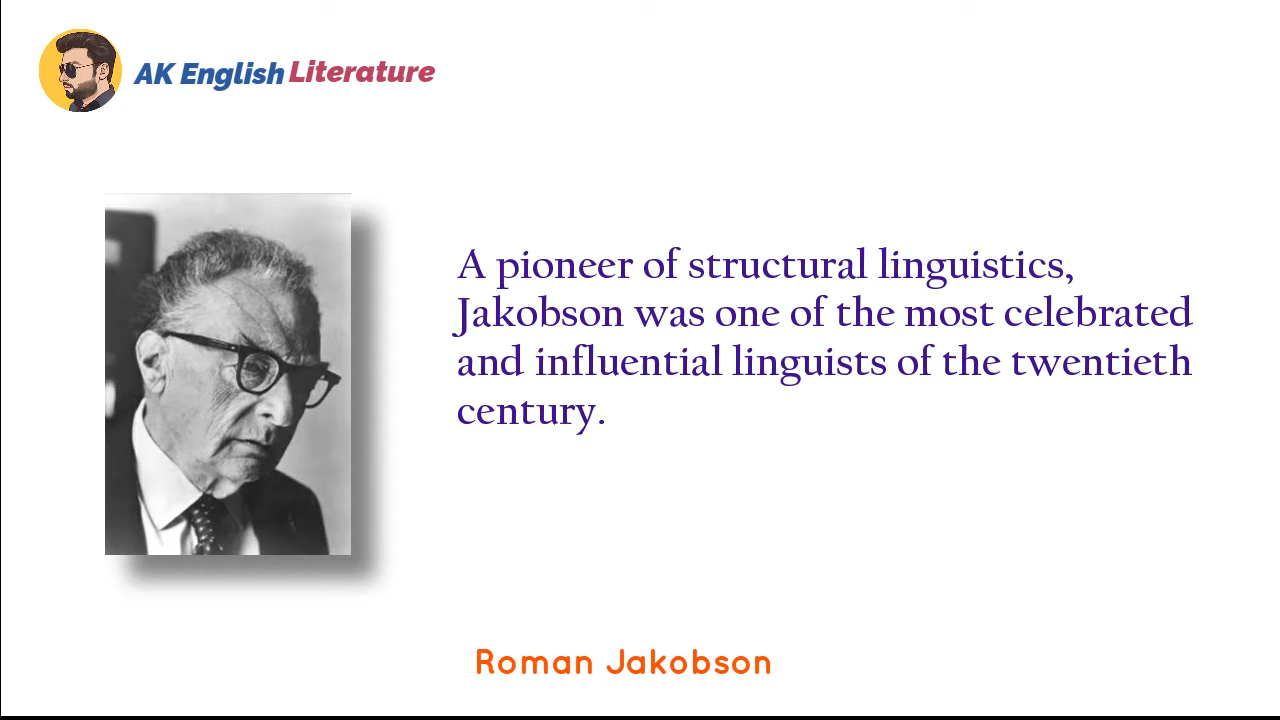 AK English Literature
A pioneer of structural linguistics,
Jakobson was one of the most celebrated
and influential linguists of the twentieth
century.
Roman Jakobson